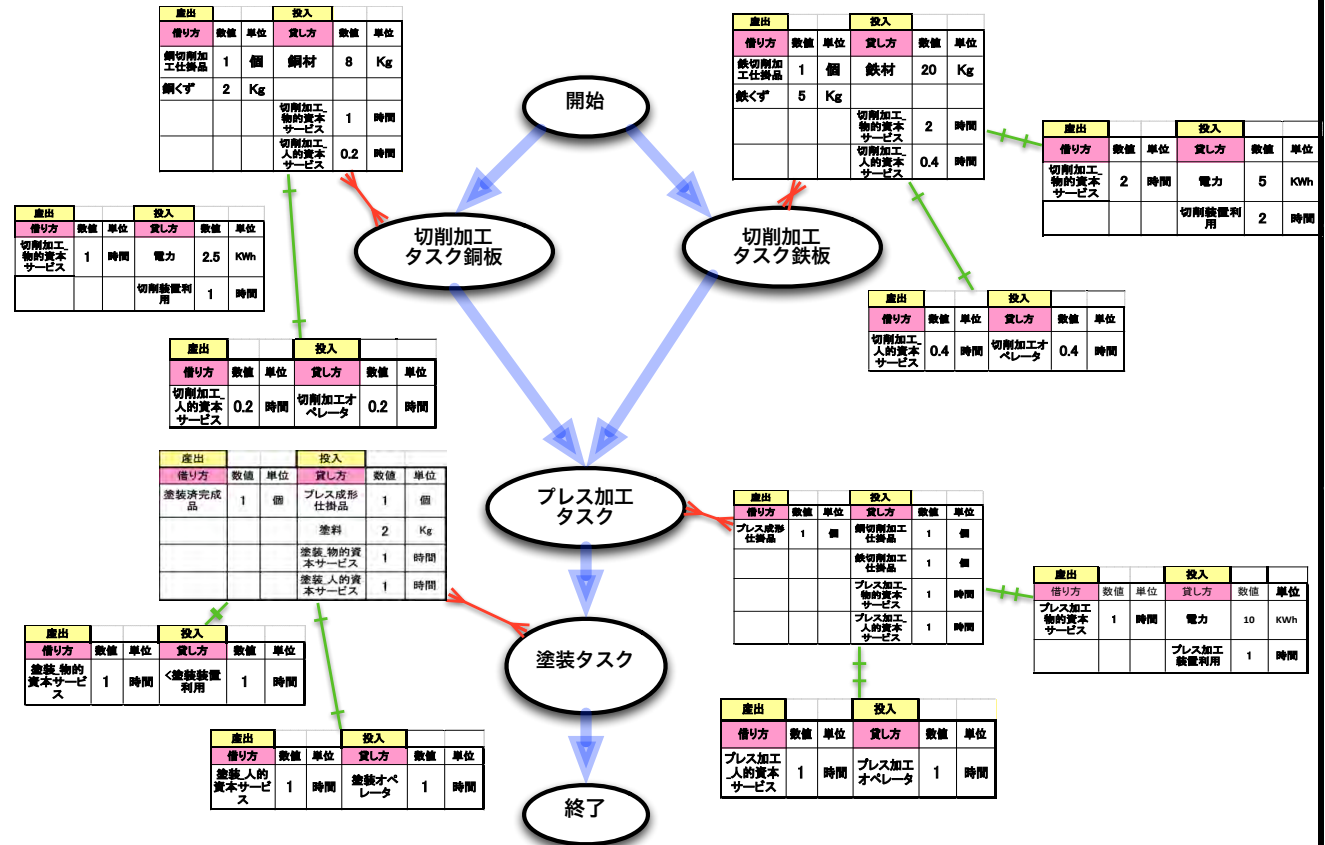 産出 投入
借り方 数値 単位 貸し方 数値 単位
銅切削加工仕掛品 1 個 銅材 8 Kg
銅くず 2 Kg
切削加工_物的資本サービス 1 時間
切削加工_人的資本サービス 0.2 時間
産出 投入
借り方 数値 単位 貸し方 数値 単位
鉄切削加工仕掛品 1 個 鉄材 20 Kg
鉄くず 5 Kg
切削加工_物的資本サービス 2 時間
切削加工_人的資本サービス 0.4 時間
開始
産出 投入
借り方 数値 単位 貸し方 数値 単位
切削加工_物的資本サービス 2 時間 電力 5 KWh
切削装置利用 2 時間
産出 投入
借り方 数値 単位 貸し方 数値 単位
切削加工_物的資本サービス 1 時間 電力 2.5 KWh
切削装置利用 1 時間
切削加工
タスク銅板
切削加工
タスク鉄板
産出 投入
借り方 数値 単位 貸し方 数値 単位
切削加工_人的資本サービス 0.4 時間 切削加工オペレータ 0.4 時間
産出 投入
借り方 数値 単位 貸し方 数値 単位
切削加工_人的資本サービス 0.2 時間 切削加工オペレータ 0.2 時間
産出 投入
借り方 数値 単位 貸し方 数値 単位
塗装済完成品 1 個 プレス成形仕掛品 1 個
塗料 2 Kg
塗装_物的資本サービス 1 時間
塗装_人的資本サービス 1 時間
プレス加工
タスク
産出 投入
借り方 数値 単位 貸し方 数値 単位
プレス成形仕掛品 1 個 銅切削加工仕掛品 1 個
鉄切削加工仕掛品 1 個
プレス加工_物的資本サービス 1 時間
プレス加工_人的資本サービス 1 時間
産出 投入
借り方 数値 単位 貸し方 数値 単位
プレス加工物的資本サービス 1 時間 電力 10 KWh
プレス加工装置利用 1 時間
産出 投入
借り方 数値 単位 貸し方 数値 単位
塗装_物的資本サービス 1 時間 <塗装装置利用 1 時間
塗装タスク
産出 投入
借り方 数値 単位 貸し方 数値 単位
プレス加工_人的資本サービス 1 時間 プレス加工オペレータ 1 時間
産出 投入
借り方 数値 単位 貸し方 数値 単位
塗装_人的資本サービス 1 時間 塗装オペレータ 1 時間
終了